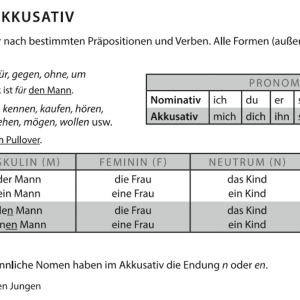 KKUSATIV
nach bestimmten Präpositionen und Verben. Alle Formen (auße
ür, gegen, ohne, um
ist für den Mann.
kennen, kaufen, hören,
ehen, mögen, wollen usw.
n Pullover.
PRONOM
Nominativ ich du er
Akkusativ mich dich ihn
SKULIN (M) FEMININ (F) NEUTRUM (N)
der Mann die Frau das Kind
ein Mann eine Frau ein Kind
den Mann die Frau das Kind
nen Mann eine Frau ein Kind
nnliche Nomen haben im Akkusativ die Endung n oder en.
en Jungen